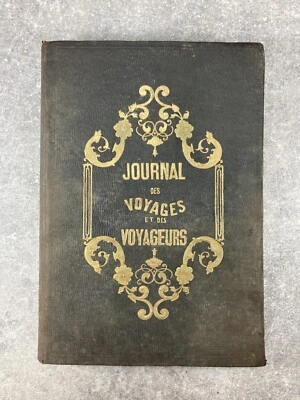 JOURNAL
DES
VOYAGES
ET DES
VOYAGEURS